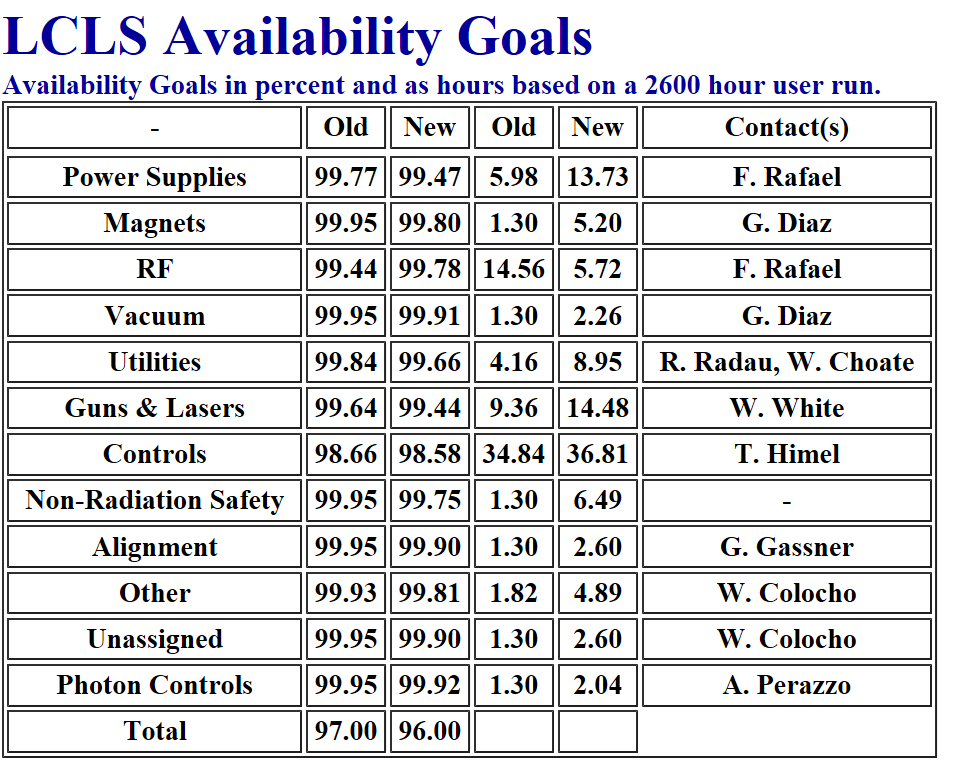 LCLS Availability Goals
Availability Goals in percent and as hours based on a 2600 hour user run.
- Old New Old New Contact(s)
Power Supplies 99.77 99.47 5.98 13.73 F. Rafael
Magnets 99.95 99.80 1.30 5.20 G. Diaz
RF 99.44 99.78 14.56 5.72 F. Rafael
Vacuum 99.95 99.91 1.30 2.26 G. Diaz
Utilities 99.84 99.66 4.16 8.95 R. Radau, W. Choate
Guns & Lasers 99.64 99.44 9.36 14.48 W. White
Controls 98.66 98.58 34.84 36.81 T. Himel
Non-Radiation Safety 99.95 99.75 1.30 6.49 -
Alignment 99.95 99.90 1.30 2.60 G. Gassner
Other 99.93 99.81 1.82 4.89 W. Colocho
Unassigned 99.95 99.90 1.30 2.60 W. Colocho
Photon Controls 99.95 99.92 1.30 2.04 A. Perazzo
Total 97.00 96.00